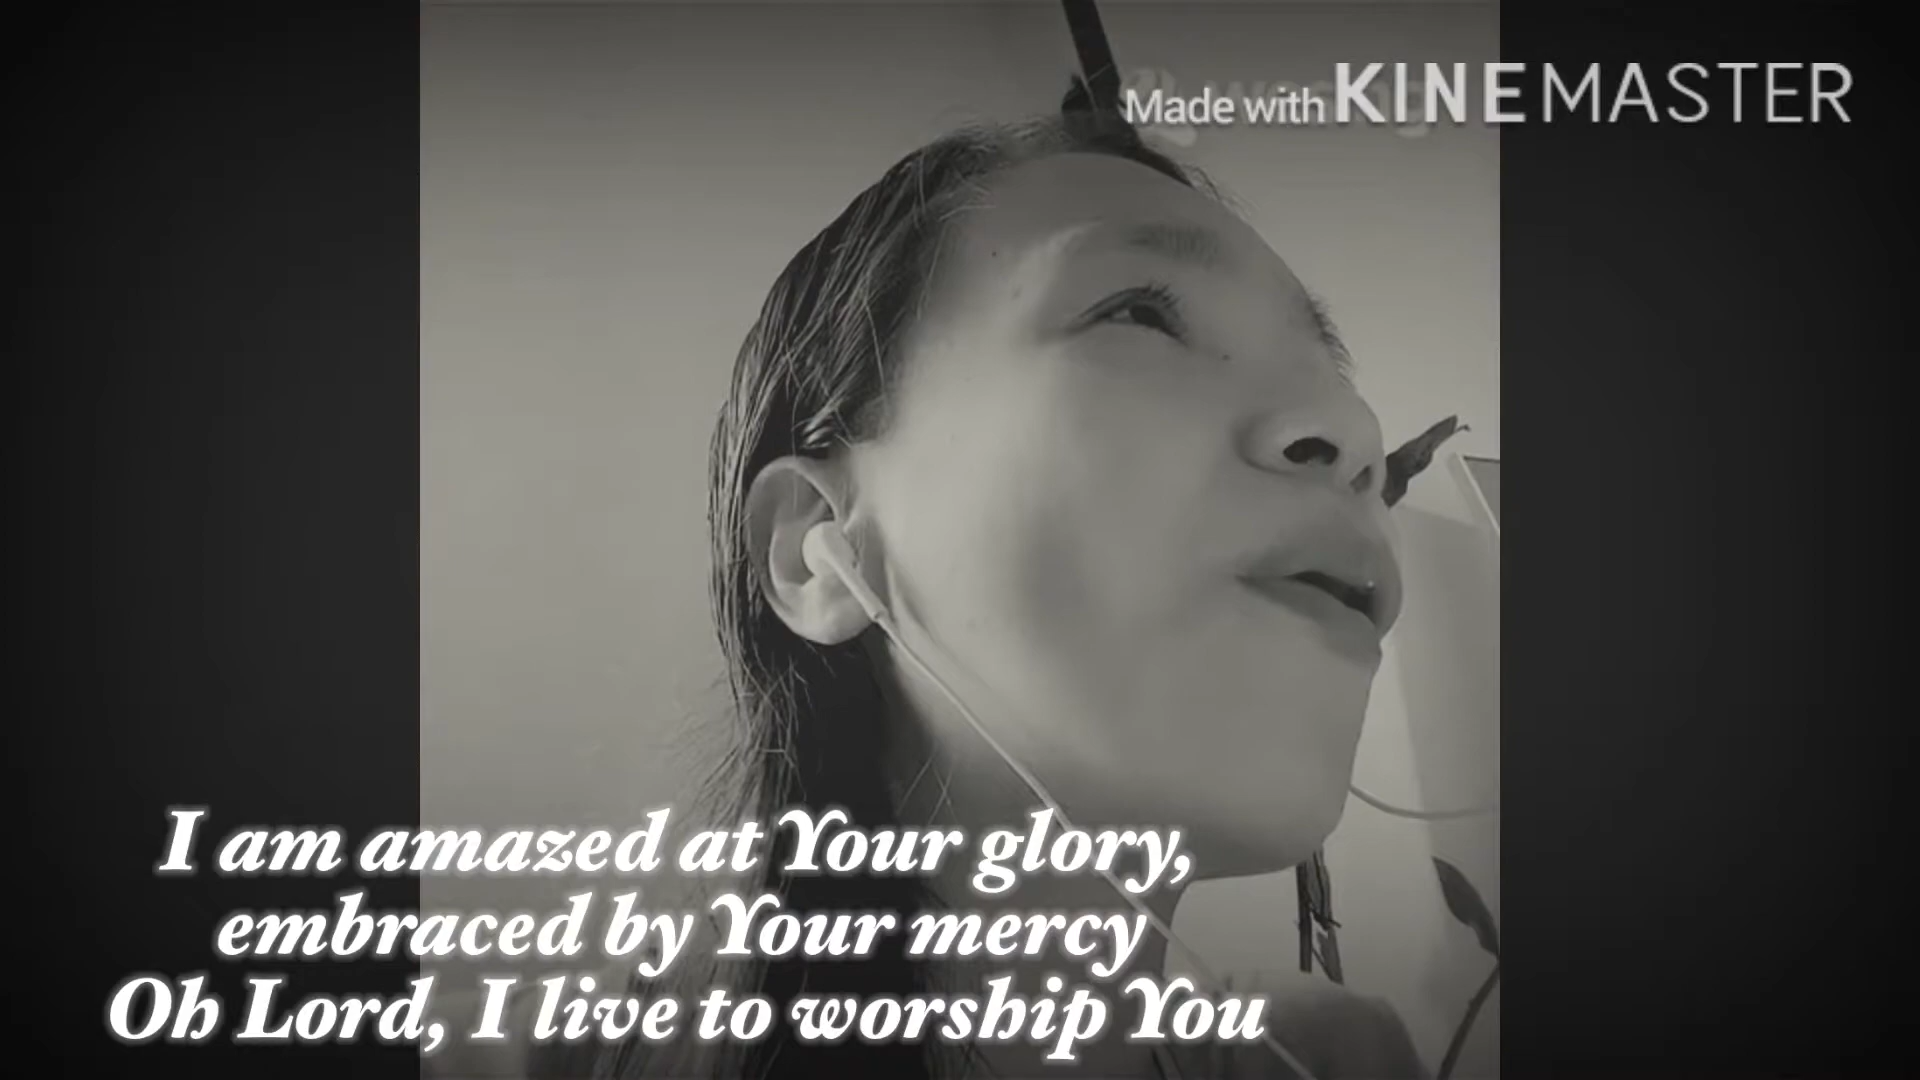 Made with KINEMASTER
I am amazed at Your glory,
embraced by Your mercy
Oh Lord, I live to worship You